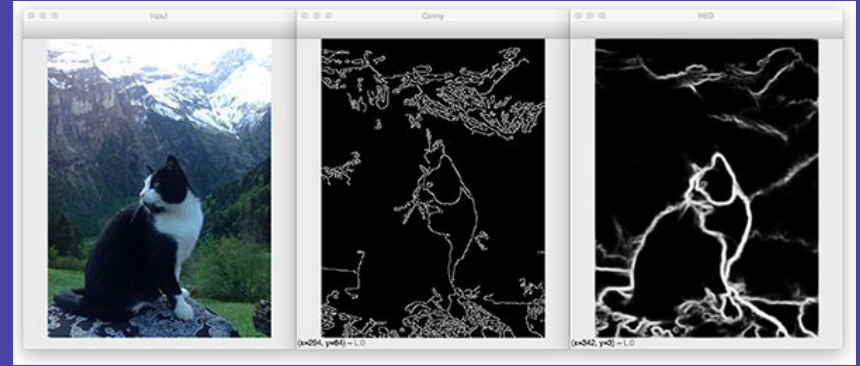 Input
Canny
HED
(x=294, y=64) ~ L:0
(x=342, y=3) ~ L:0